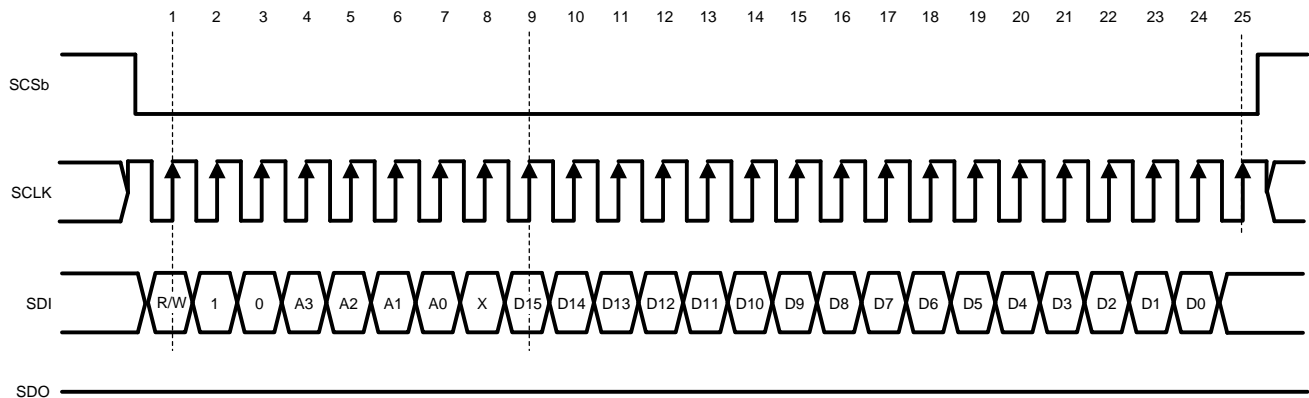 1 2 3 4 5 6 7 8 9 10 11 12 13 14 15 16 17 18 19 20 21 22 23 24 25
SCSb
SCLK
SDI R/W 1 0 A3 A2 A1 A0 X D15 D14 D13 D12 D11 D10 D9 D8 D7 D6 D5 D4 D3 D2 D1 D0
SDO